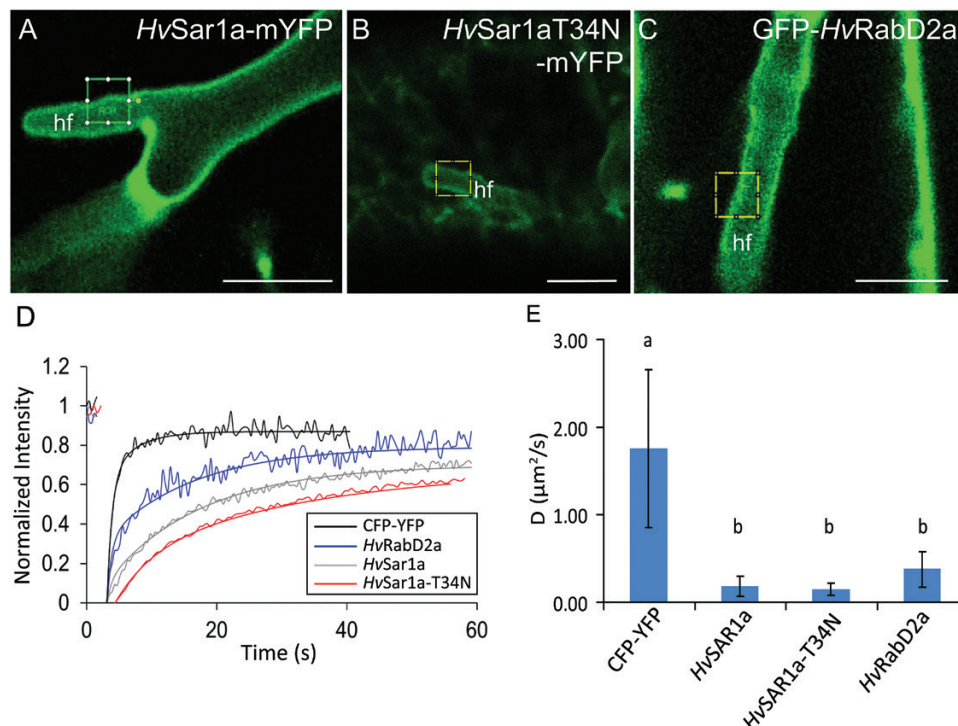 A HvSar1a-mYFP
B HvSar1aT34N
-mYFP
C GFP-HvRabD2a
ROI
hf
hf
hf
D
Normalized Intensity
1.2
1
0.8
0.6
0.4
0.2
0
0 20 40 60
Time (s)
CFP-YFP
HvRabD2a
HvSar1a
HvSar1a-T34N
E
D (µm²/s)
3.00
2.00
1.00
0.00
a
b
b
b
CFP-YFP
HvSAR1a
HvSAR1a-T34N
HvRabD2a